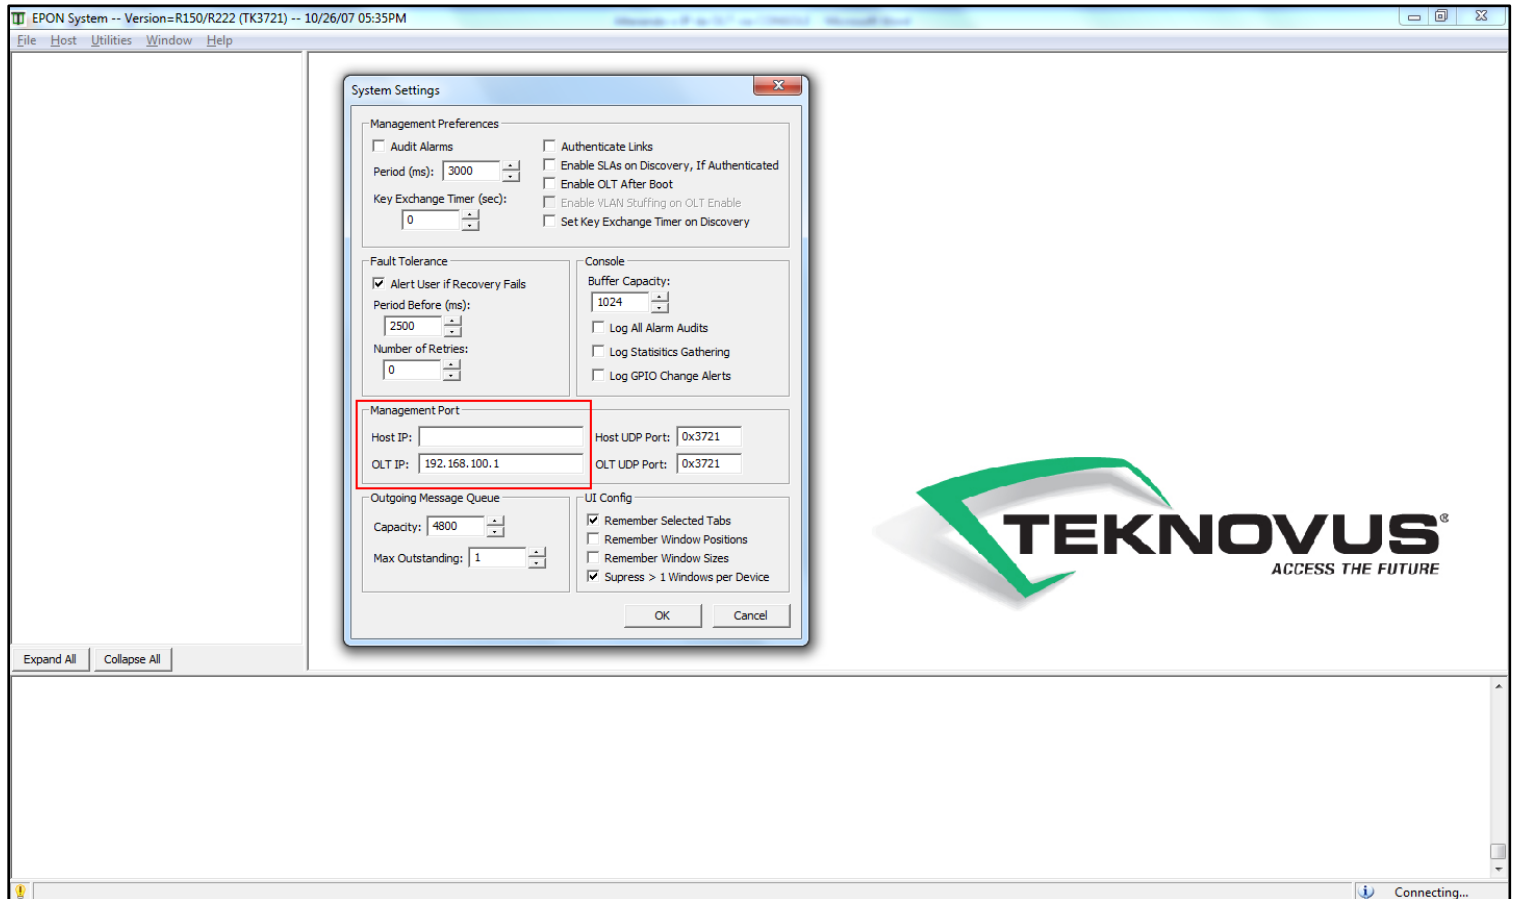 EPON System -- Version=R150/R222 (TK3721) -- 10/26/07 05:35PM
File Host Utilities Window Help
System Settings
Management Preferences
Audit Alarms
Period (ms): 3000
Key Exchange Timer (sec):
0
Authenticate Links
Enable SLAs on Discovery, If Authenticated
Enable OLT After Boot
Enable VLAN Stuffing on OLT Enable
Set Key Exchange Timer on Discovery
Fault Tolerance
Alert User if Recovery Fails
Period Before (ms):
2500
Number of Retries:
0
Console
Buffer Capacity:
1024
Log All Alarm Audits
Log Statisitics Gathering
Log GPIO Change Alerts
Management Port
Host IP: Host UDP Port: 0x3721
OLT IP: 192.168.100.1 OLT UDP Port: 0x3721
Outgoing Message Queue
Capacity: 4800
Max Outstanding: 1
UI Config
Remember Selected Tabs
Remember Window Positions
Remember Window Sizes
Supress > 1 Windows per Device
OK Cancel
TEKNOVUS®
ACCESS THE FUTURE
Expand All Collapse All
Connecting...